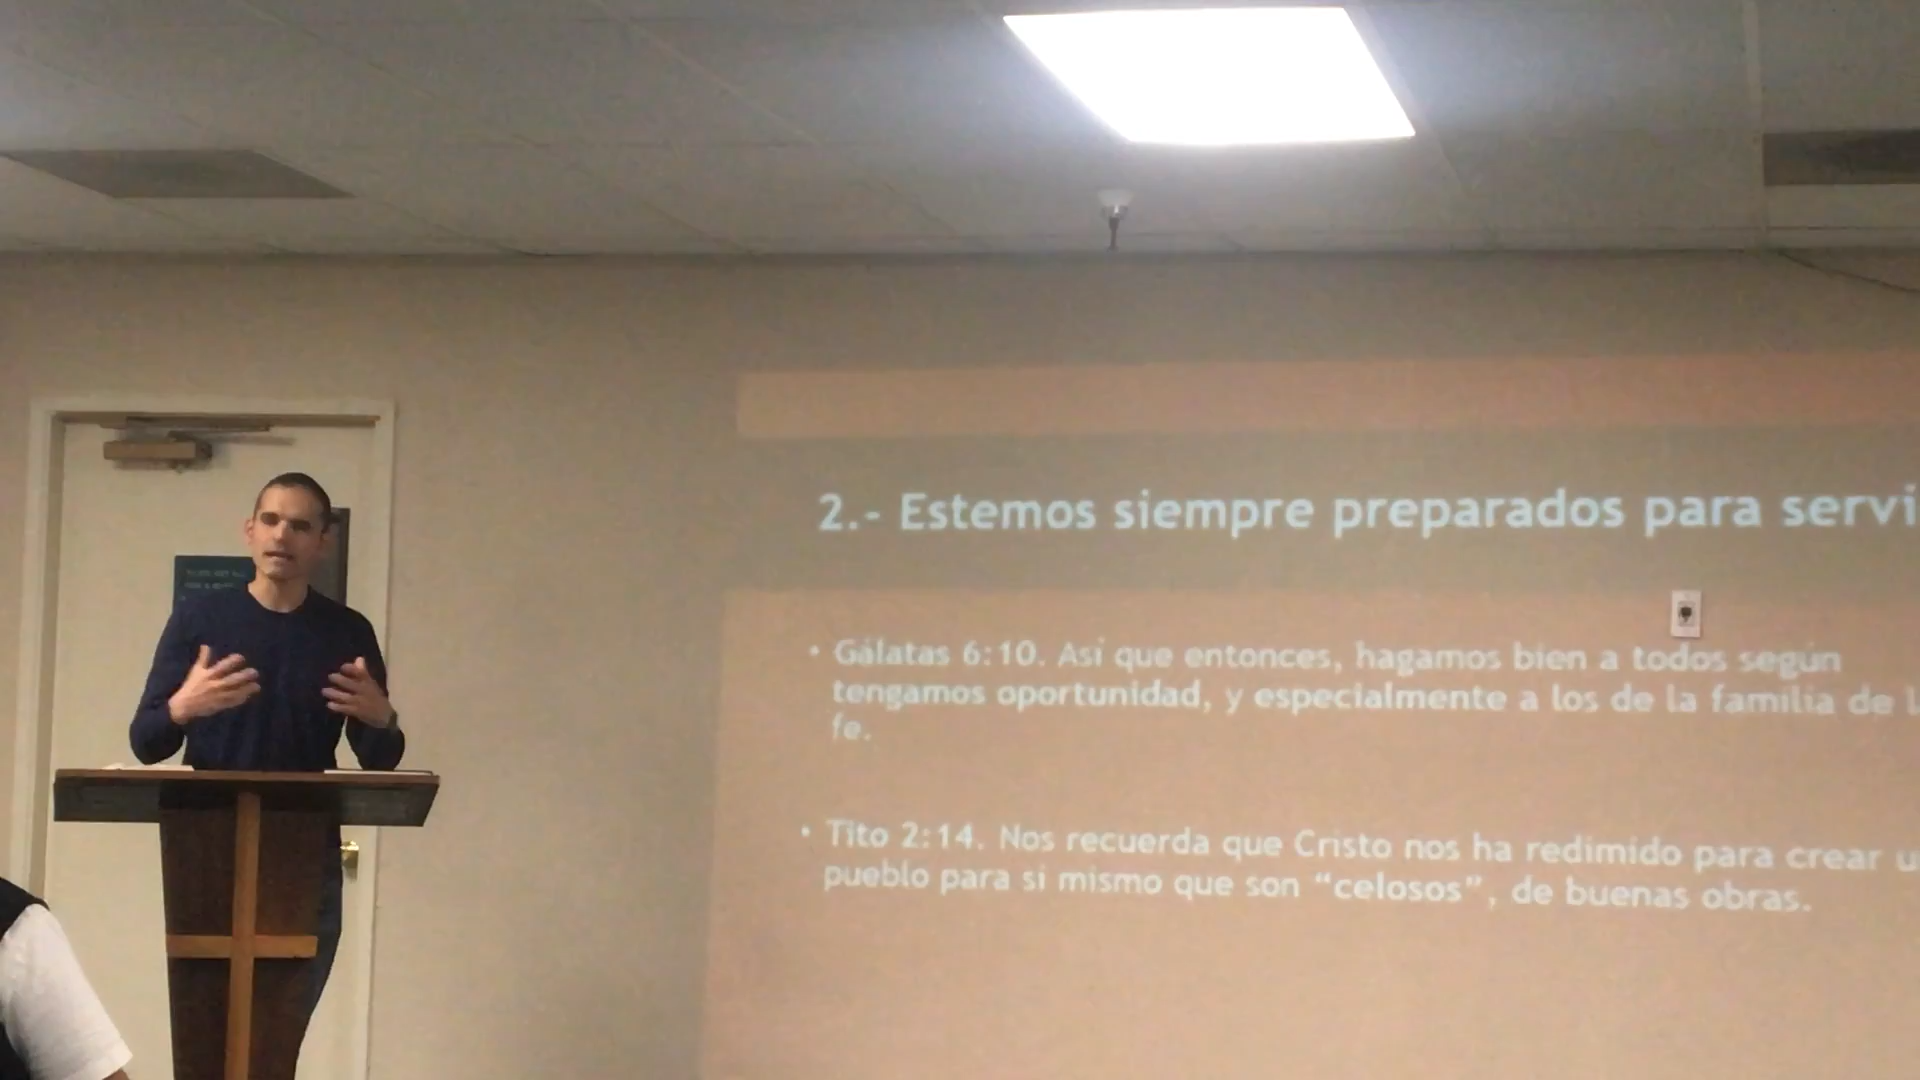 2.- Estemos siempre preparados para servi
• Gálatas 6:10. Así que entonces, hagamos bien a todos según
tengamos oportunidad, y especialmente a los de la familia de l
fe.
• Tito 2:14. Nos recuerda que Cristo nos ha redimido para crear u
pueblo para si mismo que son “celosos”, de buenas obras.